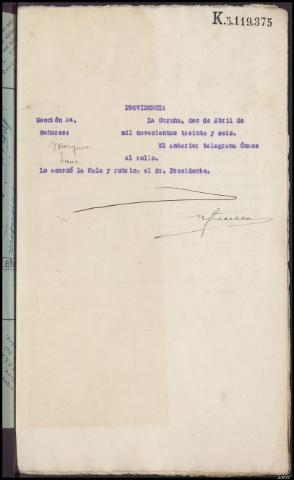 K.3.119.375
PROVIDENCIA
Sección 2a. La Coruña, dos de Abril de
Señores: mil novecientos treinta y seis.
El anterior telegrama únase
al rollo.
Lo acordó la Sala y rubrica el Sr. Presidente.